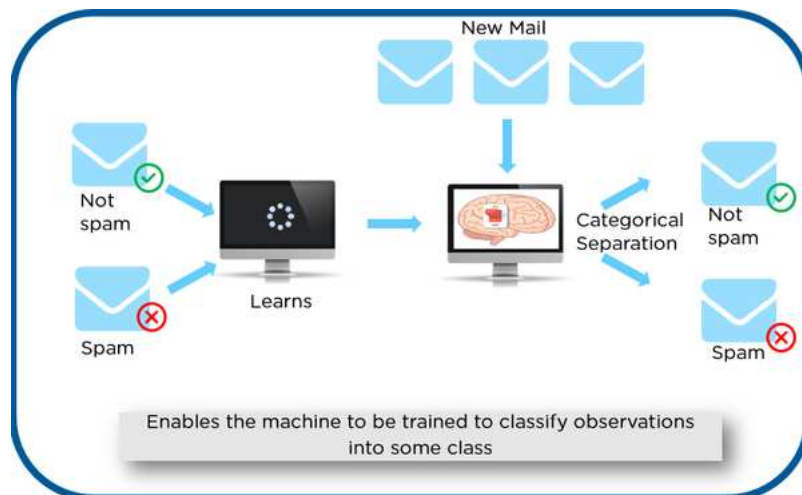 New Mail
Not
spam
Spam
Learns
Categorical
Separation
Not
spam
Spam
Enables the machine to be trained to classify observations
into some class